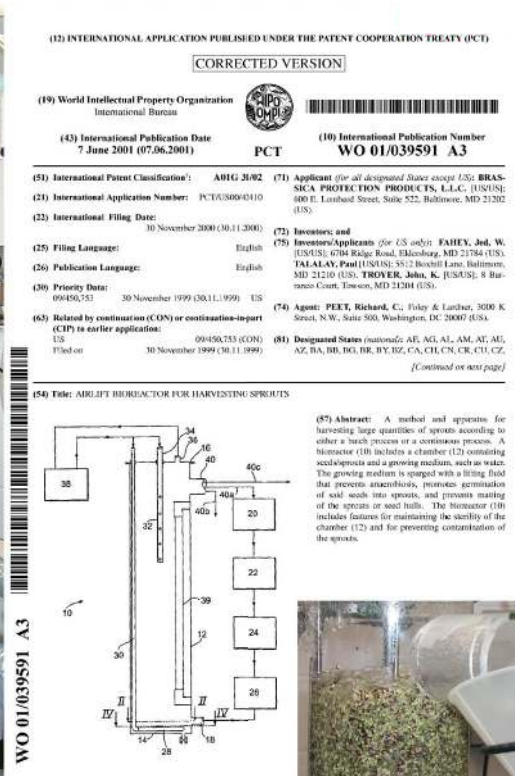 (12) INTERNATIONAL APPLICATION PUBLISHED UNDER THE PATENT COOPERATION TREATY (PCT)
CORRECTED VERSION
(19) World Intellectual Property Organization
International Bureau
(43) International Publication Date
7 June 2001 (07.06.2001)
PCT
(10) International Publication Number
WO 01/039591 A3
(51) International Patent Classification⁷: A01G 31/02
(21) International Application Number: PCT/US00/42410
(22) International Filing Date:
30 November 2000 (30.11.2000)
(25) Filing Language: English
(26) Publication Language: English
(30) Priority Data:
09/450,753 30 November 1999 (30.11.1999) US
(63) Related by continuation (CON) or continuation-in-part
(CIP) to earlier application:
US 09/450,753 (CON)
Filed on 30 November 1999 (30.11.1999)
(71) Applicant (for all designated States except US): BRAS-
SICA PROTECTION PRODUCTS, L.L.C. [US/US];
600 E. Lombard Street, Suite 522, Baltimore, MD 21202
(US).
(72) Inventors; and
(75) Inventors/Applicants (for US only): FAHEY, Jed, W.
[US/US]; 6704 Ridge Road, Eldersburg, MD 21784 (US).
TALALAY, Paul [US/US]; 5512 Boxhill Lane, Baltimore,
MD 21210 (US). TROYER, John, K. [US/US]; 8 Bur-
ranco Court, Towson, MD 21204 (US).
(74) Agent: PEET, Richard, C.; Foley & Lardner, 3000 K
Street, N.W., Suite 500, Washington, DC 20007 (US).
(81) Designated States (national): AE, AG, AL, AM, AT, AU,
AZ, BA, BB, BG, BR, BY, BZ, CA, CH, CN, CR, CU, CZ,
[Continued on next page]
(54) Title: AIRLIFT BIOREACTOR FOR HARVESTING SPROUTS
(57) Abstract: A method and apparatus for
harvesting large quantities of sprouts according to
either a batch process or a continuous process. A
bioreactor (10) includes a chamber (12) containing
seeds/sprouts and a growing medium, such as water.
The growing medium is sparged with a lifting fluid
that prevents anaerobiosis, promotes germination
of said seeds into sprouts, and prevents matting
of the sprouts or seed hulls. The bioreactor (10)
includes features for maintaining the sterility of the
chamber (12) and for preventing contamination of
the sprouts.
34
36
16
40
40c
38
40a
40b
20
32
22
39
10
12
24
30
26
II
II
IV
IV
14
28
18
WO 01/039591 A3